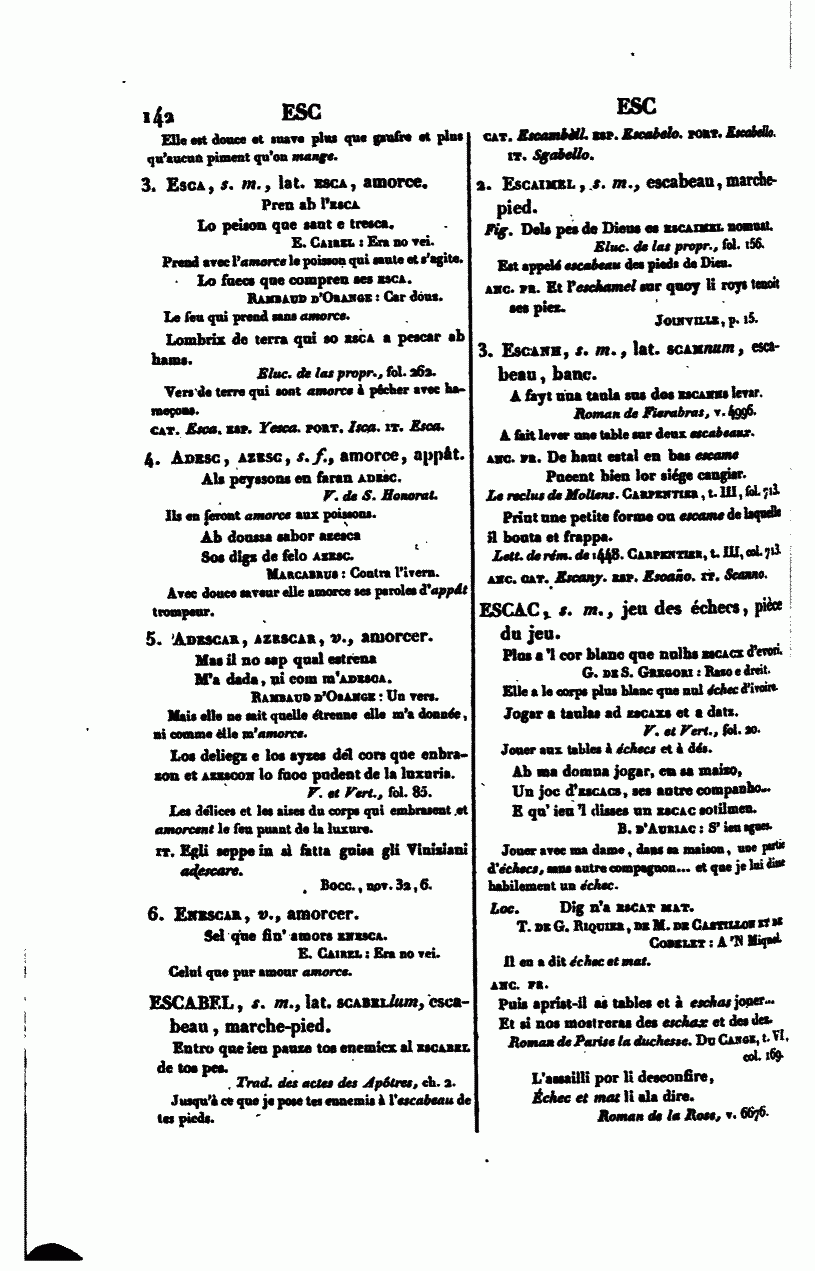 142 ESC
Elle est douce et suave plus que gaufre et plus
qu'aucun piment qu'on mange.
3. Esca, s. m., lat. esca, amorce.
Pren ab l'esca
Lo peison que saut e tresca.
E. Cairel : Era no vei.
Prend avec l'amorce le poisson qui saute et s'agite.
Lo fuecs que compren ses esca.
Rambaud d'Orange : Car dous.
Le feu qui prend sans amorce.
Lombrix de terra qui so esca a pescar ab
hams.
Eluc. de las propr., fol. 262.
Vers de terre qui sont amorce à pêcher avec ha-
meçons.
cat. Esca. esp. Yesca. port. Isca. it. Esca.
4. Adesc, azesc, s. f., amorce, appât.
Als peyssons en faran adesc.
V. de S. Honorat.
Ils en feront amorce aux poissons.
Ab doussa sabor azesca
Sos digz de felo azesc.
Marcabrus : Contra l'ivern.
Avec douce saveur elle amorce ses paroles d'appât
trompeur.
5. Adescar, azescar, v., amorcer.
Mas il no sap qual estrena
M'a dada, ni com m'adesca.
Rambaud d'Orange : Un vers.
Mais elle ne sait quelle étrenne elle m'a donnée,
ni comme elle m'amorce.
Los deliegz e los ayzes del cors que enbra-
son et azescon lo fuoc pudent de la luxuria.
V. et Vert., fol. 85.
Les délices et les aises du corps qui embrasent et
amorcent le feu puant de la luxure.
it. Egli seppe in sì fatta guisa gli Vinisiani
adescare.
Bocc., nov. 32, 6.
6. Enescar, v., amorcer.
Sel que fin' amors enesca.
E. Cairel : Era no vei.
Celui que pur amour amorce.
ESCABEL, s. m., lat. scabellum, esca-
beau, marche-pied.
Entro que ieu pauze tos enemicx al escabel
de tos pes.
Trad. des actes des Apôtres, ch. 2.
Jusqu'à ce que je pose tes ennemis à l'escabeau de
tes pieds.
ESC
cat. Escambèll. esp. Escabelo. port. Escabello.
it. Sgabello.
2. Escaimel, s. m., escabeau, marche-
pied.
Fig. Dels pes de Dieus es escaimel nomnat.
Eluc. de las propr., fol. 156.
Est appelé escabeau des pieds de Dieu.
anc. fr. Et l'eschamel sur quoy li roys tenoit
ses piez.
Joinville, p. 15.
3. Escann, s. m., lat. scamnum, esca-
beau, banc.
A fayt una taula sus dos escanns levar.
Roman de Fierabras, v. 4996.
A fait lever une table sur deux escabeaux.
anc. fr. De haut estal en bas escame
Pueent bien lor siége cangier.
Le reclus de Moliens. Carpentier, t. III, fol. 713.
Print une petite forme ou escame de laquelle
il bouta et frappa.
Lett. de rém. de 1448. Carpentier, t. III, col. 713.
anc. cat. Escany. esp. Escaño. it. Scanno.
ESCAC, s. m., jeu des échecs, pièce
du jeu.
Plus a 'l cor blanc que nulhs escacx d'evori.
G. de S. Gregori : Razo e dreit.
Elle a le corps plus blanc que nul échec d'ivoire.
Jogar a taulas ad escaxs et a datz.
V. et Vert., fol. 20.
Jouer aux tables à échecs et à dés.
Ab ma domna jogar, en sa maizo,
Un joc d'escacs, ses autre companho...
E qu' ieu 'l disses un escac sotilmen.
B. d'Auriac : S' ieu agues.
Jouer avec ma dame, dans sa maison, une partie
d'échecs, sans autre compagnon... et que je lui disse
habilement un échec.
Loc. Dig n'a escat mat.
T. de G. Riquier, de M. de Castillon et de
Codelet : A 'N Miquel.
Il en a dit échec et mat.
anc. fr.
Puis aprist-il as tables et à eschas joner...
Et si nos mostreras des eschax et des dez.
Roman de Parise la duchesse. Du Cange, t. VI,
col. 169.
L'assailli por li desconfire,
Échec et mat li ala dire.
Roman de la Rose, v. 6676.